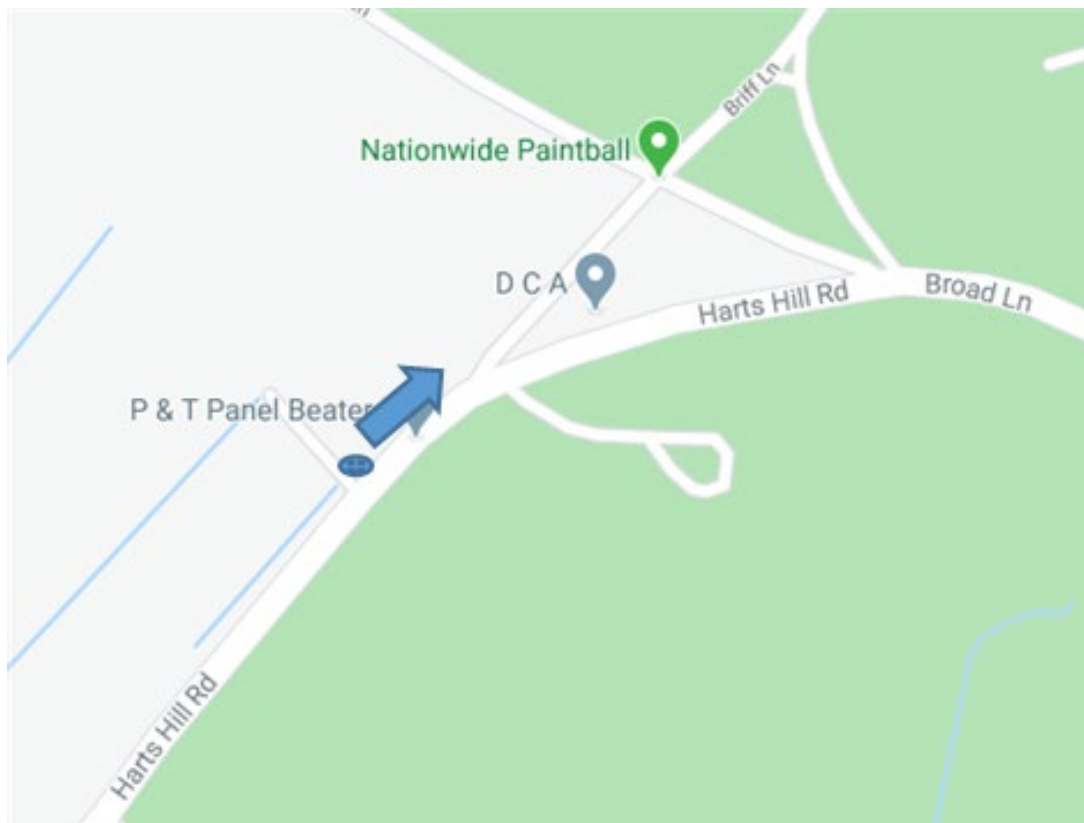 Briff Ln
Nationwide Paintball
D C A
Harts Hill Rd
Broad Ln
P & T Panel Beater
Harts Hill Rd